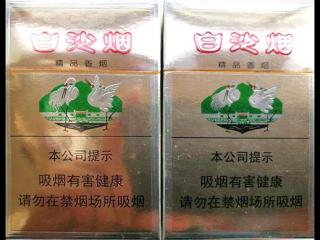 白沙烟
精品香烟
本公司提示
吸烟有害健康
请勿在禁烟场所吸烟
白沙烟
精品香烟
本公司提示
吸烟有害健康
请勿在禁烟场所吸烟